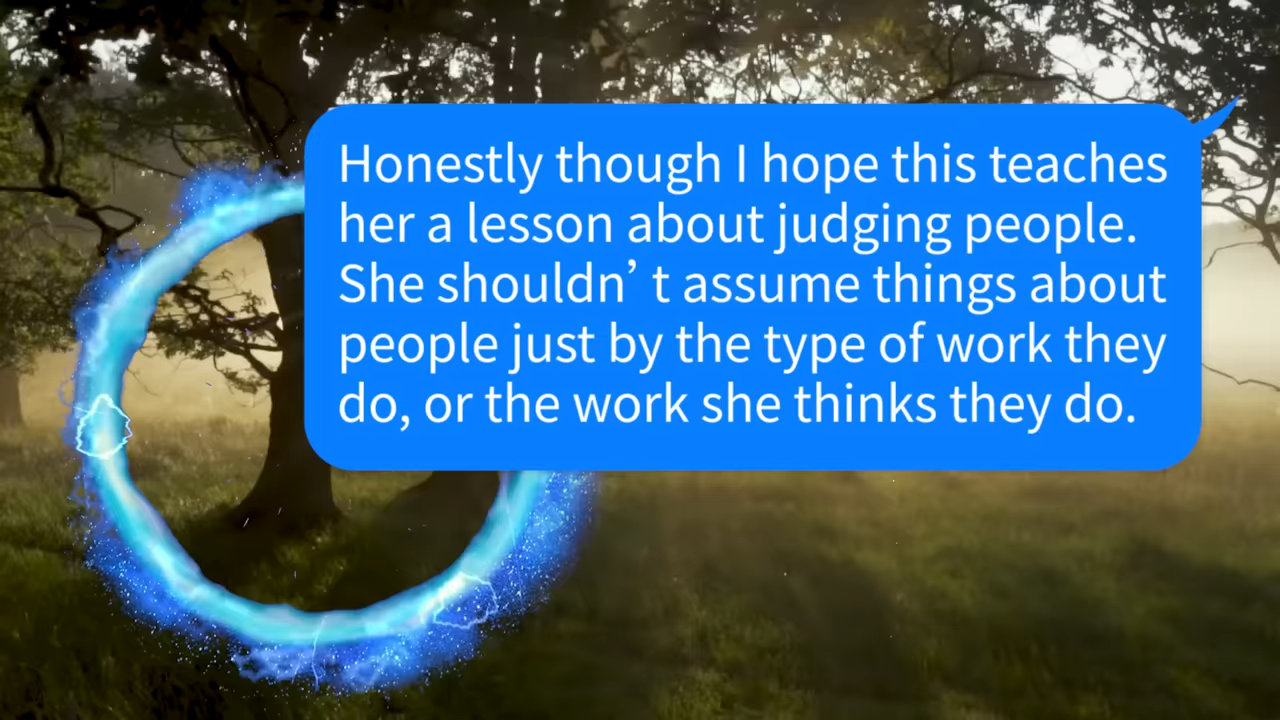 Honestly though I hope this teaches
her a lesson about judging people.
She shouldn’ t assume things about
people just by the type of work they
do, or the work she thinks they do.